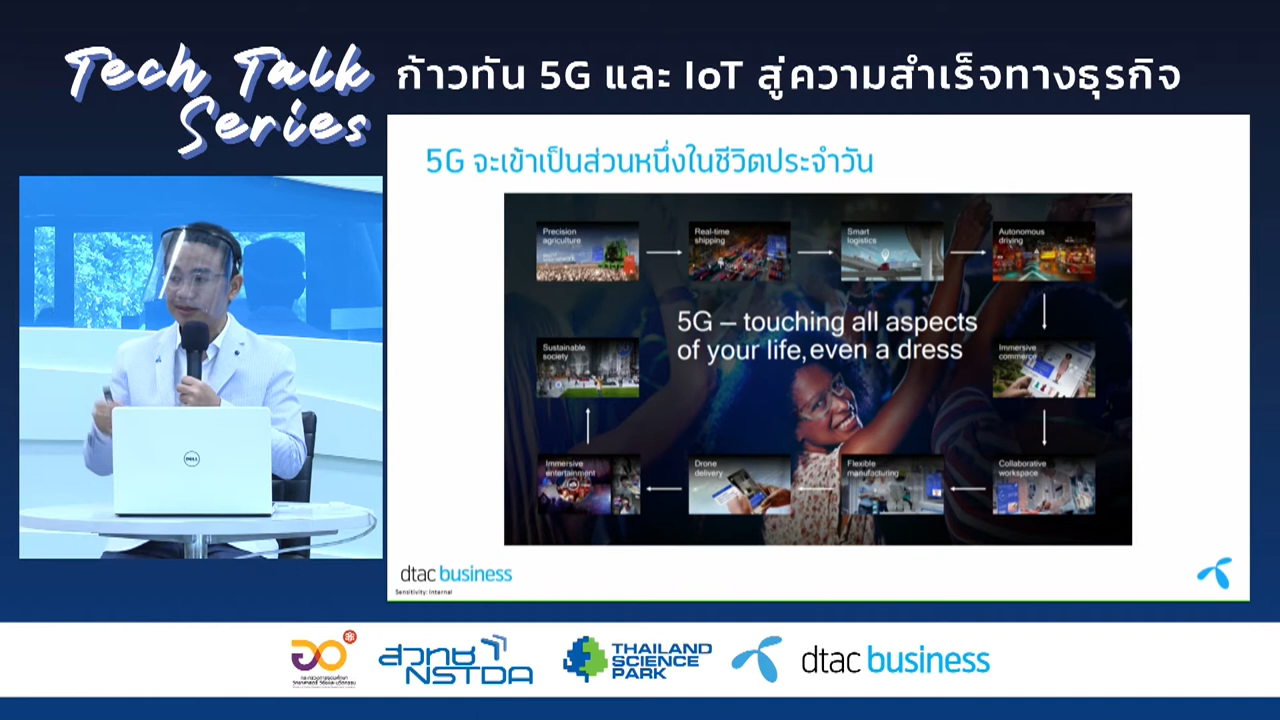 Tech Talk
Series
ก้าวทัน 5G และ IoT สู่ความสำเร็จทางธุรกิจ
5G จะเข้าเป็นส่วนหนึ่งในชีวิตประจำวัน
Precision
agriculture
Real-time
shipping
Smart
logistics
Autonomous
driving
5G – touching all aspects
of your life, even a dress
Sustainable
society
Immersive
commerce
Immersive
entertainment
Drone
delivery
Flexible
manufacturing
Collaborative
workspace
DELL
dtac business
Sensitivity: Internal
สวทช
NSTDA
THAILAND
SCIENCE
PARK
dtac business